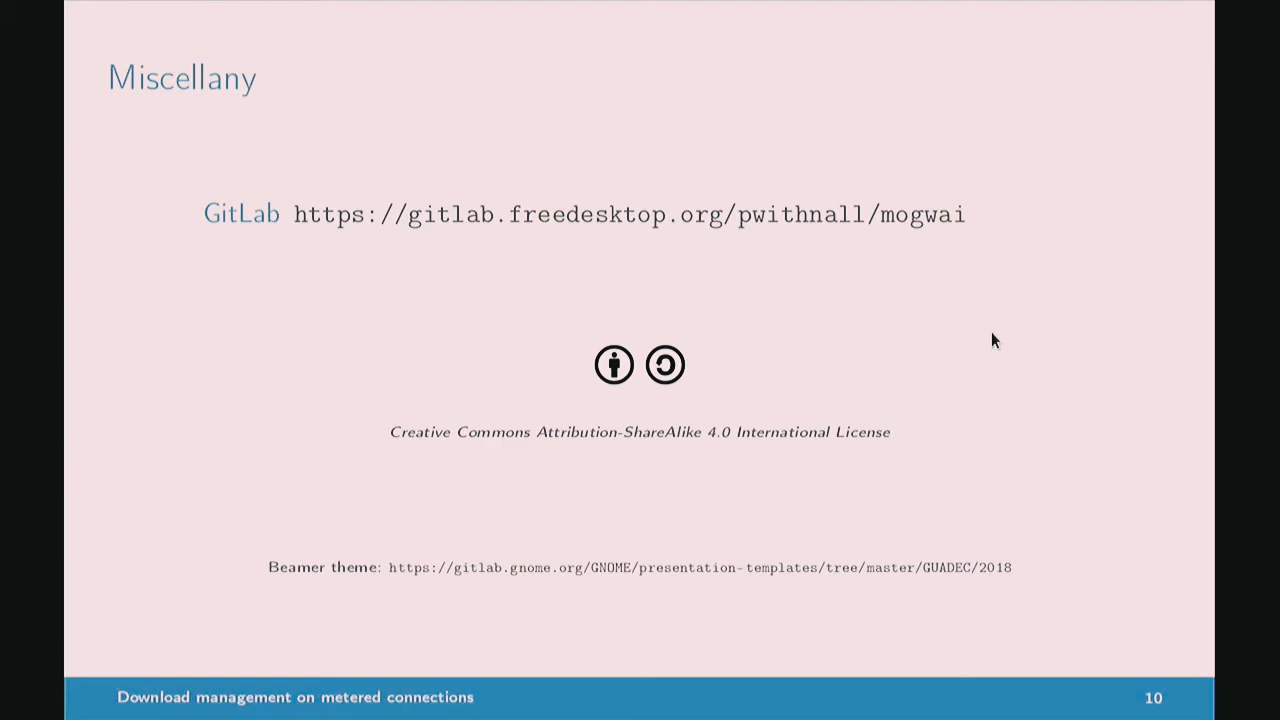 Miscellany
GitLab https://gitlab.freedesktop.org/pwithnall/mogwai
Creative Commons Attribution-ShareAlike 4.0 International License
Beamer theme: https://gitlab.gnome.org/GNOME/presentation-templates/tree/master/GUADEC/2018
Download management on metered connections 10